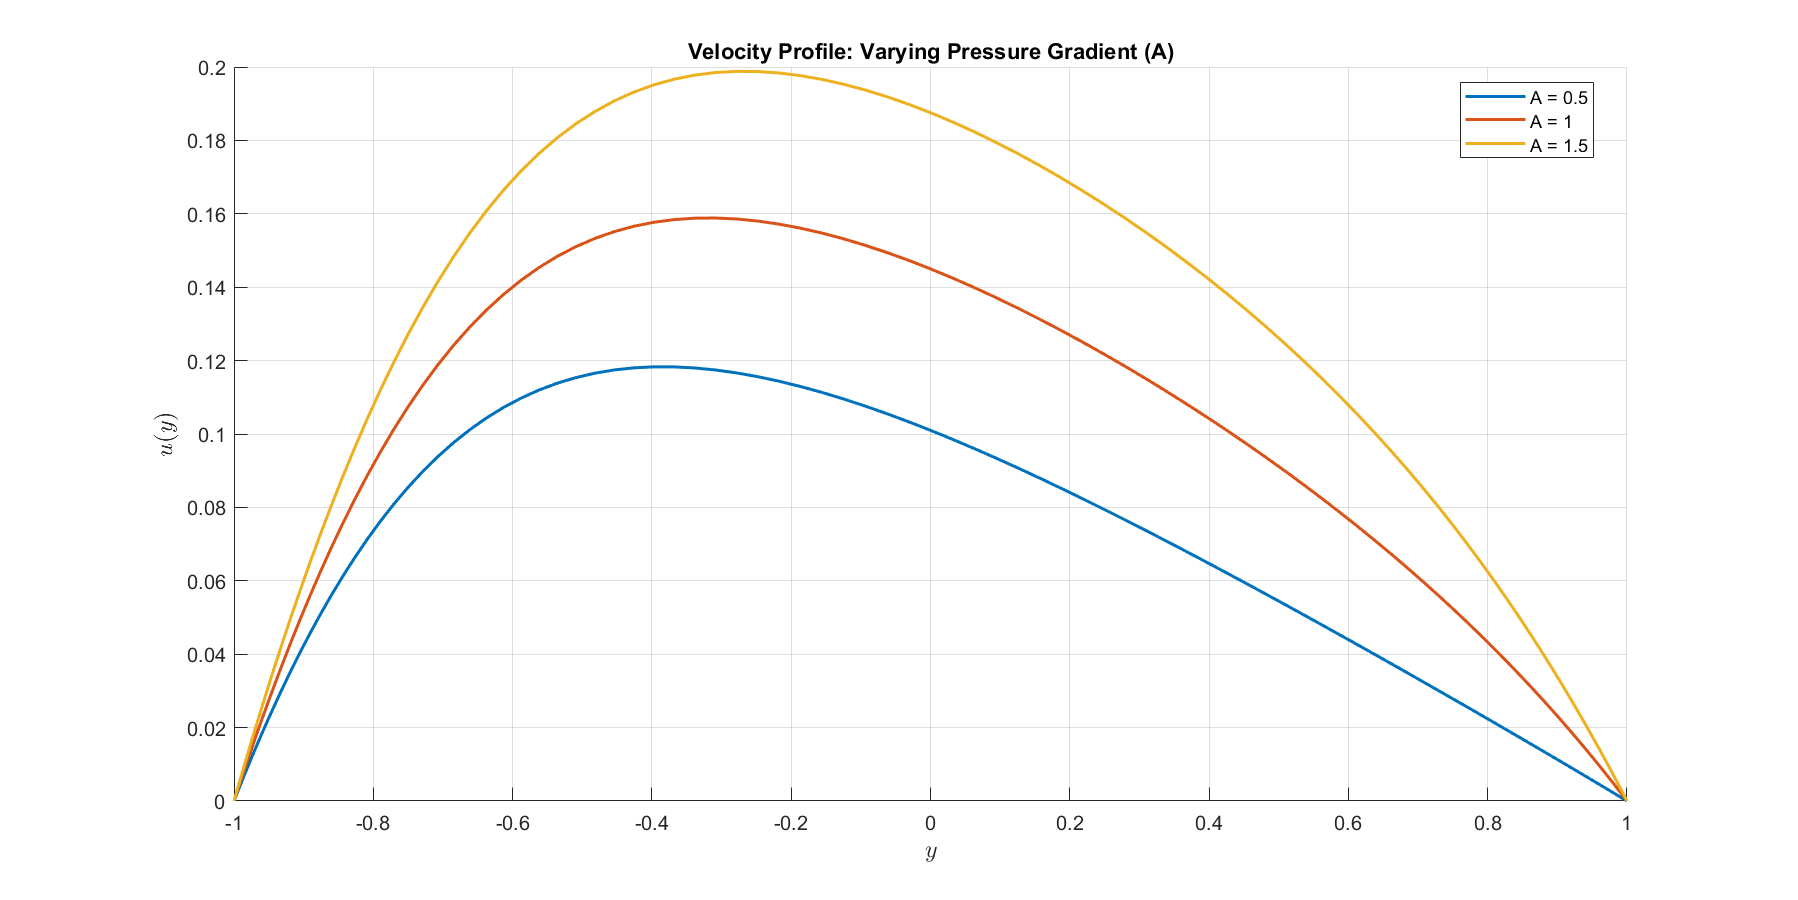 Velocity Profile: Varying Pressure Gradient (A)
A = 0.5
A = 1
A = 1.5
0.2
0.18
0.16
0.14
0.12
0.1
0.08
0.06
0.04
0.02
0
u(y)
-1 -0.8 -0.6 -0.4 -0.2 0 0.2 0.4 0.6 0.8 1
y